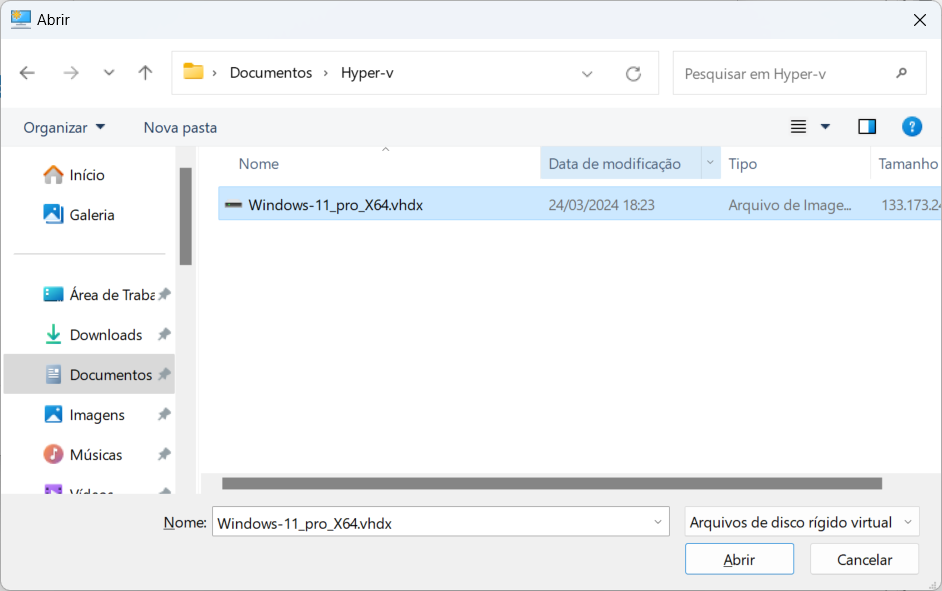 Abrir
Documentos Hyper-v
Pesquisar em Hyper-v
Organizar Nova pasta
Nome Data de modificação Tipo Tamanho
Windows-11_pro_X64.vhdx 24/03/2024 18:23 Arquivo de Image... 133.173.24
Início
Galeria
Área de Traba
Downloads
Documentos
Imagens
Músicas
Vídeos
Nome: Windows-11_pro_X64.vhdx Arquivos de disco rígido virtual
Abrir Cancelar